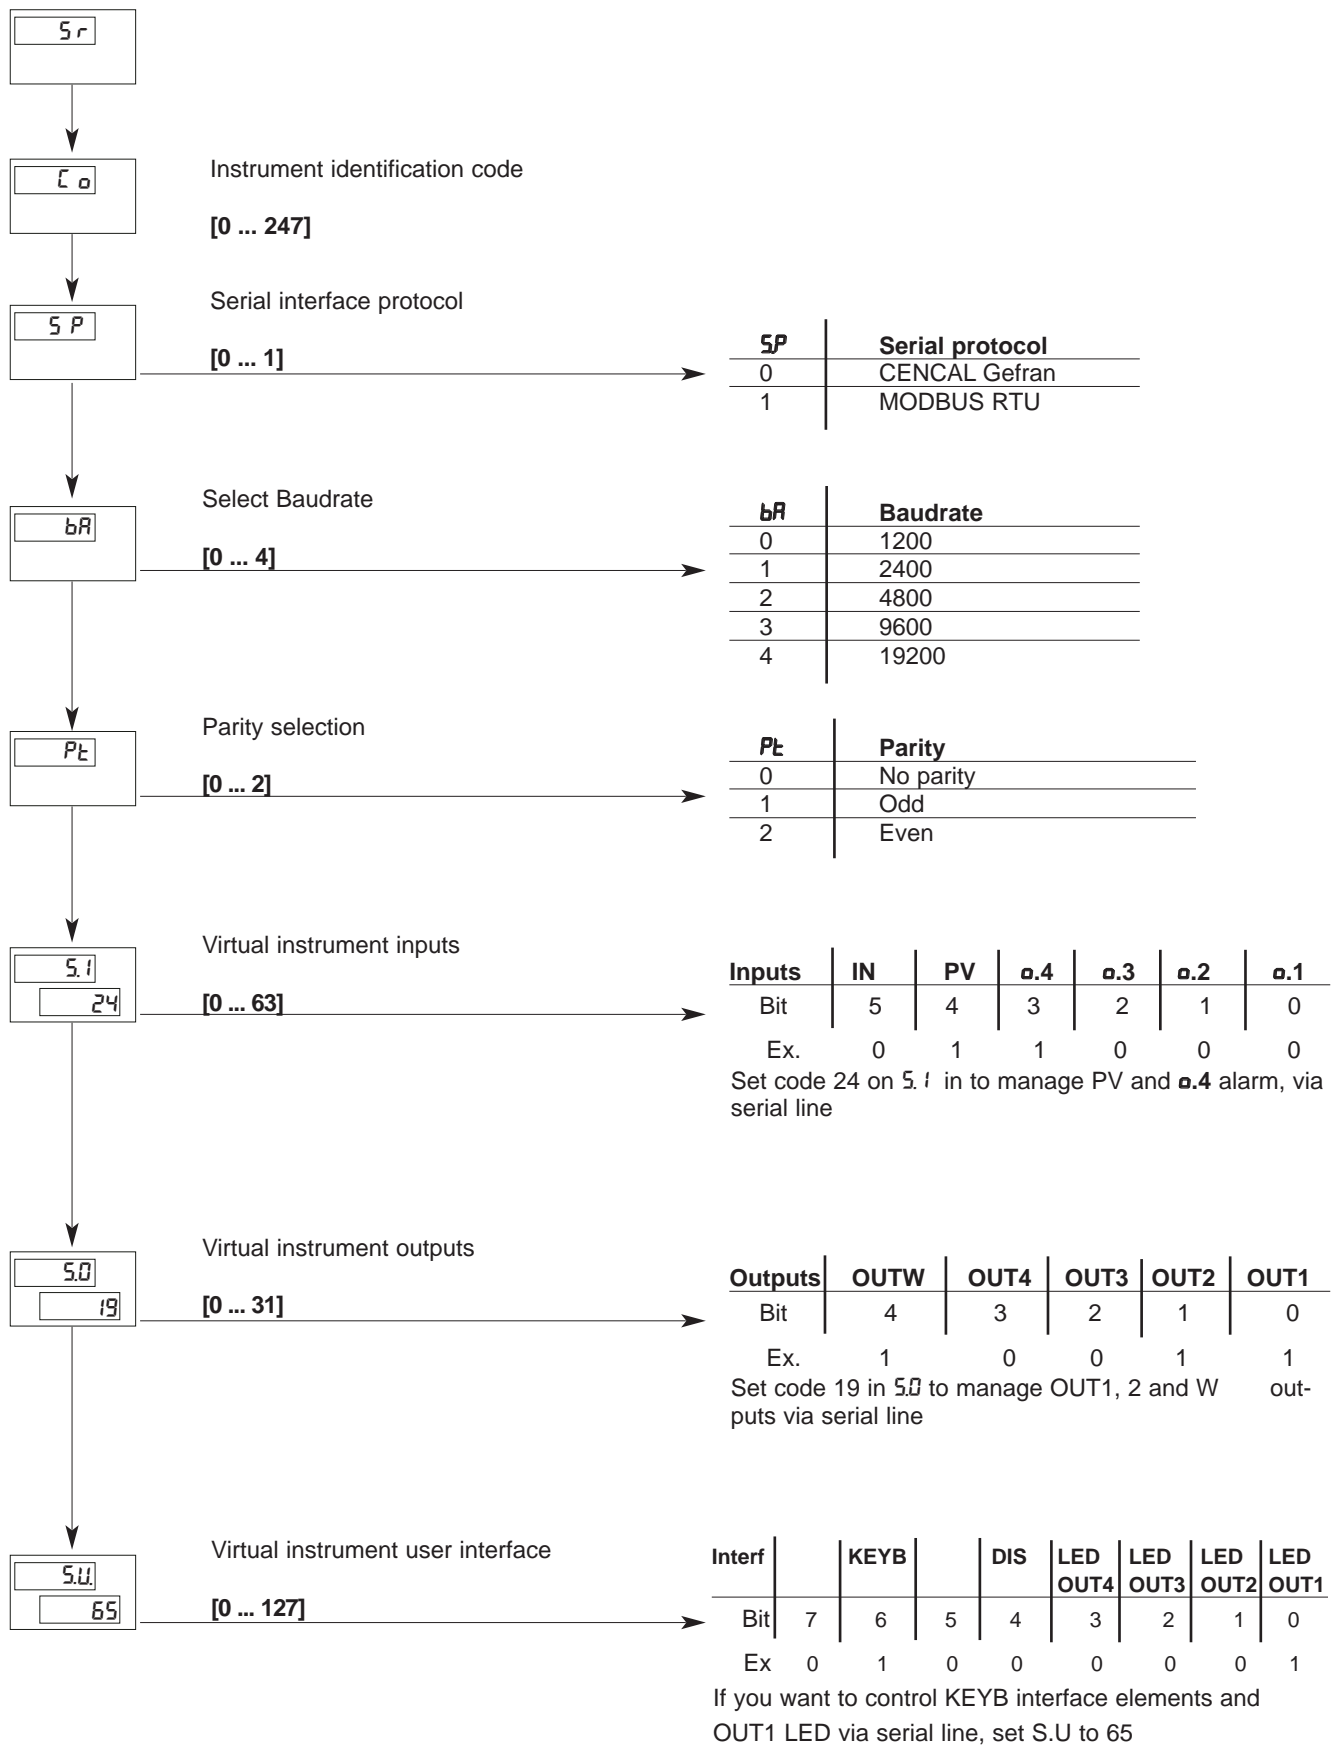 Sr
Co
Instrument identification code
[0 ... 247]
SP
Serial interface protocol
[0 ... 1]
S.P Serial protocol
0 CENCAL Gefran
1 MODBUS RTU
bA
Select Baudrate
[0 ... 4]
bA Baudrate
0 1200
1 2400
2 4800
3 9600
4 19200
Pt
Parity selection
[0 ... 2]
Pt Parity
0 No parity
1 Odd
2 Even
S.I
24
Virtual instrument inputs
[0 ... 63]
Inputs IN PV o.4 o.3 o.2 o.1
Bit 5 4 3 2 1 0
Ex. 0 1 1 0 0 0
Set code 24 on S.I in to manage PV and o.4 alarm, via
serial line
S.O
19
Virtual instrument outputs
[0 ... 31]
Outputs OUTW OUT4 OUT3 OUT2 OUT1
Bit 4 3 2 1 0
Ex. 1 0 0 1 1
Set code 19 in S.O to manage OUT1, 2 and W out-
puts via serial line
S.U.
65
Virtual instrument user interface
[0 ... 127]
Interf KEYB DIS LED LED LED LED
OUT4 OUT3 OUT2 OUT1
Bit 7 6 5 4 3 2 1 0
Ex 0 1 0 0 0 0 0 1
If you want to control KEYB interface elements and
OUT1 LED via serial line, set S.U to 65